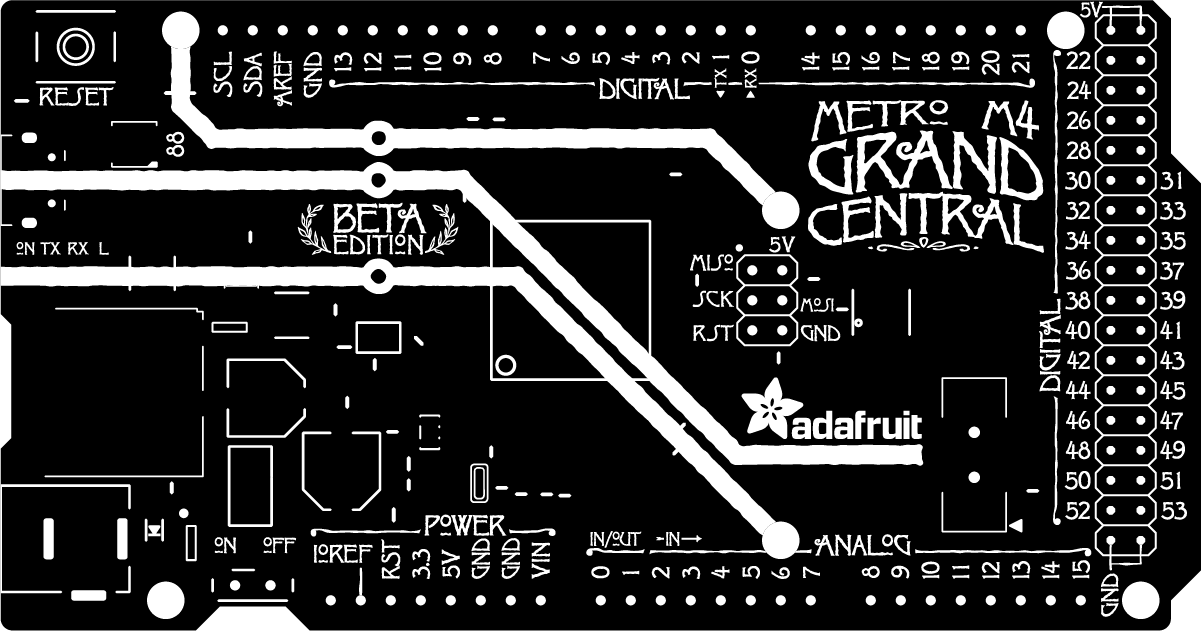 5V
SCL SDA AREF GND 13 12 11 10 9 8 7 6 5 4 3 2 TX 1 RX 0 14 15 16 17 18 19 20 21
DIGITAL
RESET
88
METRO M4
GRAND
CENTRAL
BETA
EDITION
ON TX RX L
5V
MISO
SCK MOSI
RST GND
22
24
26
28
30 31
32 33
34 35
36 37
38 39
40 41
42 43
44 45
46 47
48 49
50 51
52 53
DIGITAL
GND
adafruit
ON OFF
POWER
IOREF RST 3.3 5V GND GND VIN
IN/OUT IN ANALOG
0 1 2 3 4 5 6 7 8 9 10 11 12 13 14 15